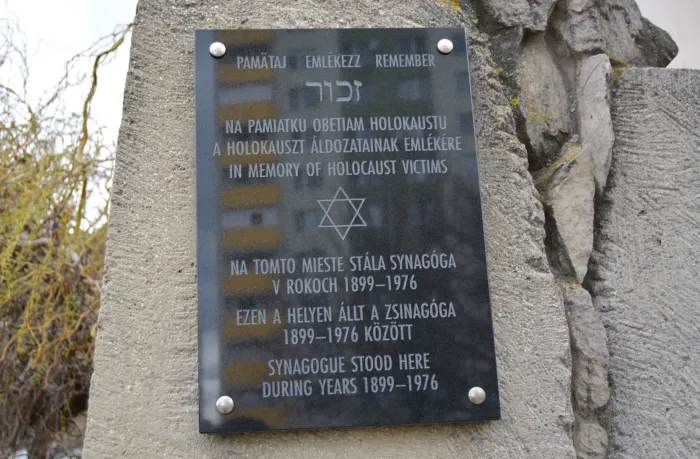 PAMÄTAJ EMLÉKEZZ REMEMBER
זכור
NA PAMIATKU OBETIAM HOLOKAUSTU
A HOLOKAUSZT ÁLDOZATAINAK EMLÉKÉRE
IN MEMORY OF HOLOCAUST VICTIMS
NA TOMTO MIESTE STÁLA SYNAGÓGA
V ROKOCH 1899–1976
EZEN A HELYEN ÁLLT A ZSINAGÓGA
1899–1976 KÖZÖTT
SYNAGOGUE STOOD HERE
DURING YEARS 1899–1976